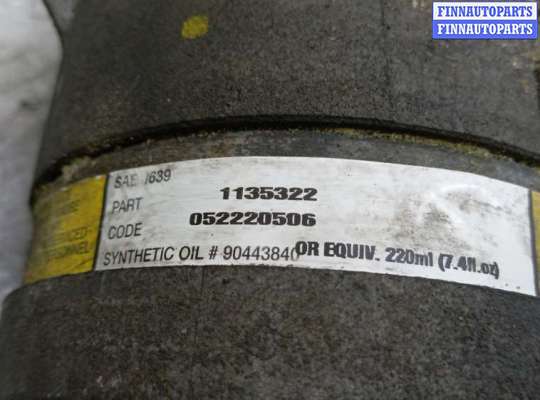 FINNAUTOPARTS
FINNAUTOPARTS
SAE J639
PART 1135322
CODE 052220506
SYNTHETIC OIL # 90443840 OR EQUIV. 220ml (7.4fl.oz)